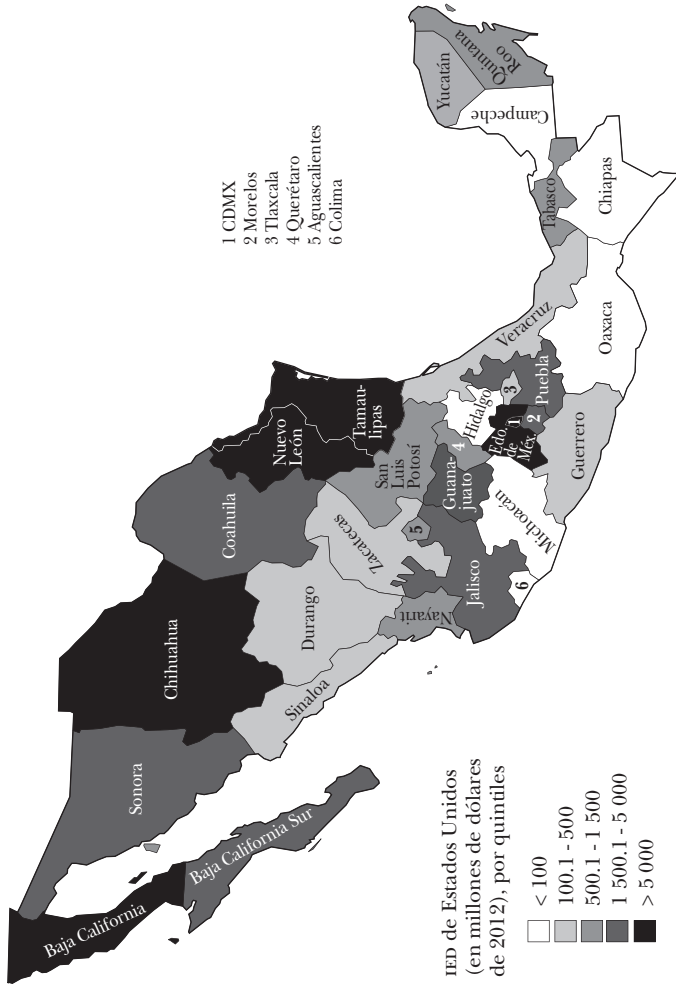 Baja California
Baja California Sur
Sonora
Chihuahua
Coahuila
Nuevo
León
Tamau-
lipas
Sinaloa
Durango
Zacatecas
San
Luis
Potosí
Nayarit
Jalisco
5
Guana-
juato
4
Hidalgo
6
Michoacán
Edo.
de
Méx.
1
2
3
Puebla
Veracruz
Guerrero
Oaxaca
Tabasco
Chiapas
Campeche
Yucatán
Quintana
Roo
1 CDMX
2 Morelos
3 Tlaxcala
4 Querétaro
5 Aguascalientes
6 Colima
IED de Estados Unidos
(en millones de dólares
de 2012), por quintiles
< 100
100.1 - 500
500.1 - 1 500
1 500.1 - 5 000
> 5 000